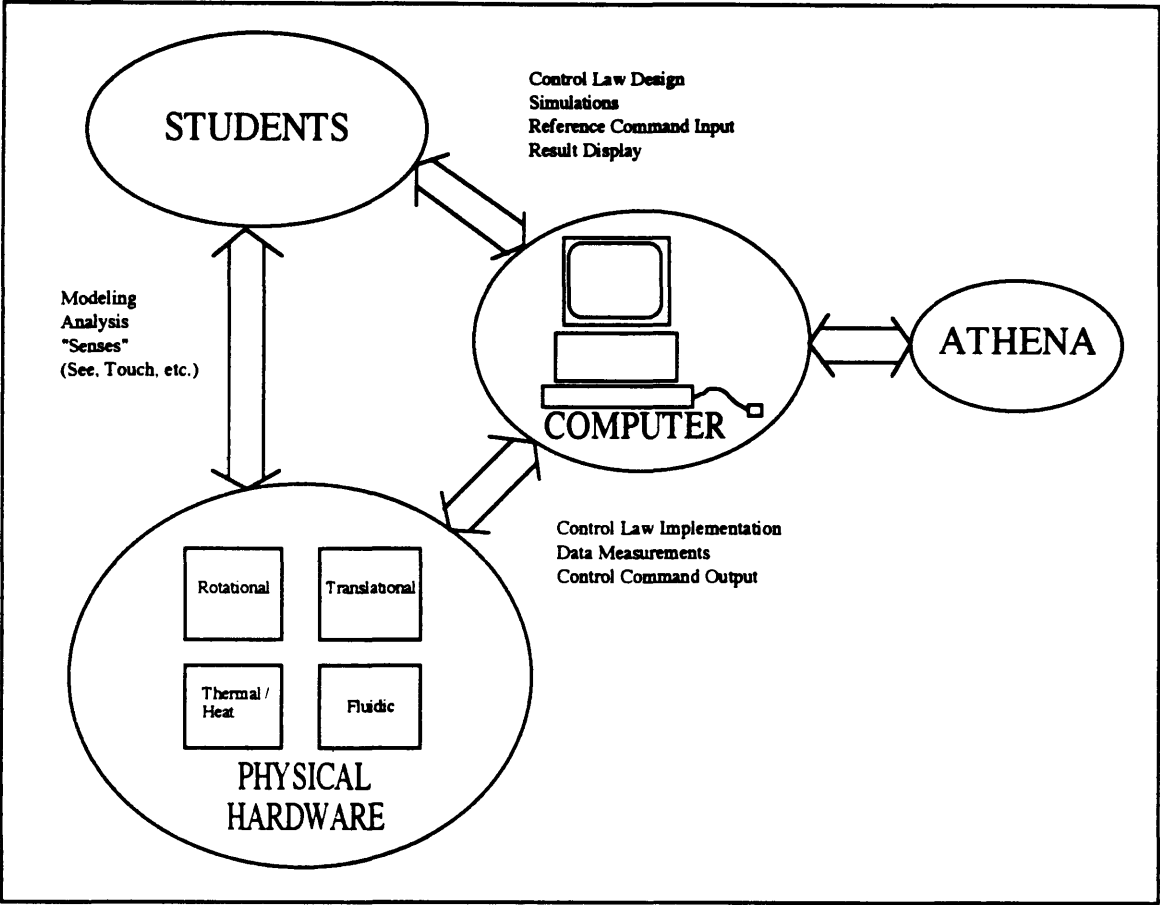 Control Law Design
Simulations
Reference Command Input
Result Display
STUDENTS
Modeling
Analysis
"Senses"
(See, Touch, etc.)
COMPUTER
ATHENA
Control Law Implementation
Data Measurements
Control Command Output
Rotational
Translational
Thermal /
Heat
Fluidic
PHYSICAL
HARDWARE